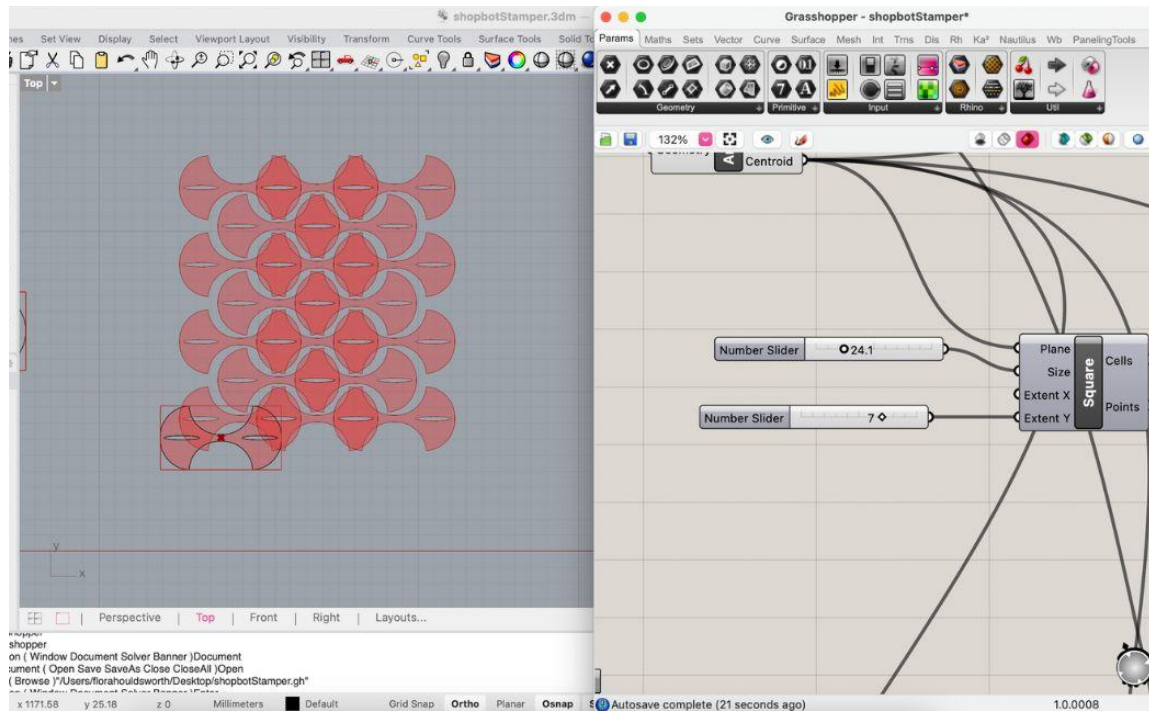 shopbotStamper.3dm
Set View Display Select Viewport Layout Visibility Transform Curve Tools Surface Tools Solid
Top
y
x
Perspective | Top | Front | Right | Layouts...
shopper
on ( Window Document Solver Banner )Document
( Open Save SaveAs Close CloseAll )Open
( Browse )"/Users/florahouldsworth/Desktop/shopbotStamper.gh"
x 1171.58 y 25.18 z 0 Millimeters Default Grid Snap Ortho Planar Osnap
Grasshopper - shopbotStamper*
Params Maths Sets Vector Curve Surface Mesh Int Trns Dis Rh Ka² Nautilus Wb PanelingTools
Geometry Primitive Input Rhino Util
132%
Centroid
Number Slider 24.1
Number Slider 7
Plane
Size
Extent X
Extent Y
Square
Cells
Points
Autosave complete (21 seconds ago) 1.0.0008